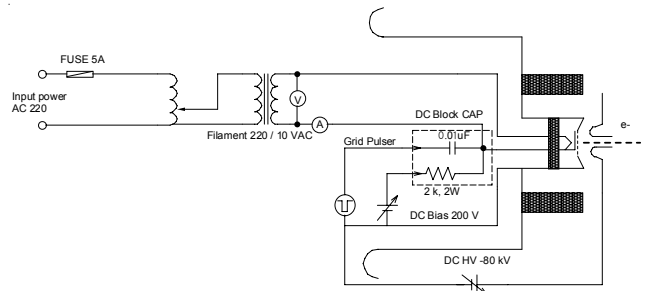 FUSE 5A
Input power
AC 220
V
A
Filament 220 / 10 VAC
DC Block CAP
0.01uF
Grid Pulser
2 k, 2W
DC Bias 200 V
e-
DC HV -80 kV